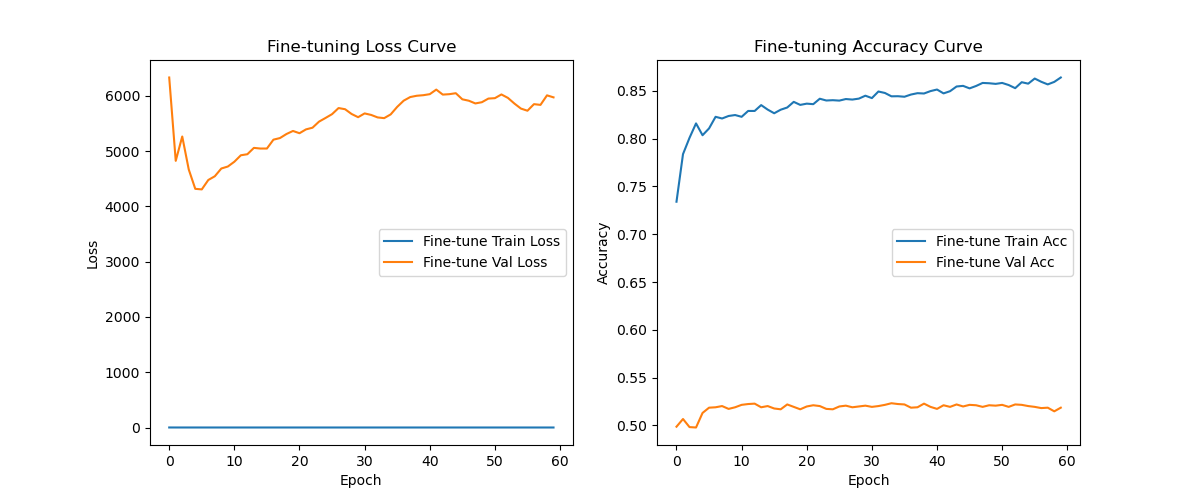 Fine-tuning Loss Curve
6000
5000
4000
3000
2000
1000
0
Loss
Fine-tune Train Loss
Fine-tune Val Loss
0 10 20 30 40 50 60
Epoch
Fine-tuning Accuracy Curve
0.85
0.80
0.75
0.70
0.65
0.60
0.55
0.50
Accuracy
Fine-tune Train Acc
Fine-tune Val Acc
0 10 20 30 40 50 60
Epoch